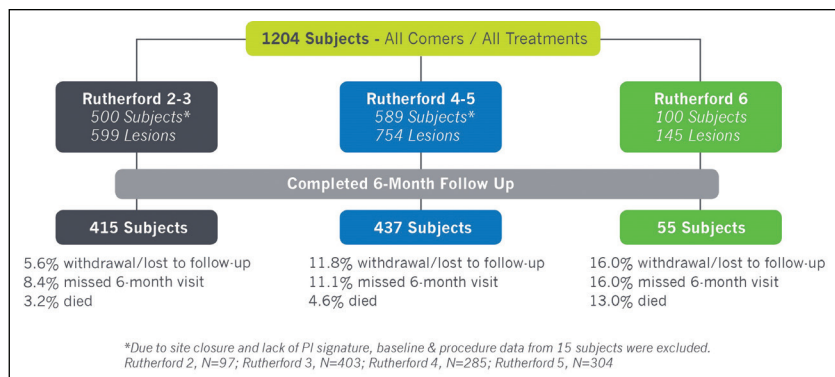 1204 Subjects - All Comers / All Treatments
Rutherford 2-3
500 Subjects*
599 Lesions
Rutherford 4-5
589 Subjects*
754 Lesions
Rutherford 6
100 Subjects
145 Lesions
Completed 6-Month Follow Up
415 Subjects
5.6% withdrawal/lost to follow-up
8.4% missed 6-month visit
3.2% died
437 Subjects
11.8% withdrawal/lost to follow-up
11.1% missed 6-month visit
4.6% died
55 Subjects
16.0% withdrawal/lost to follow-up
16.0% missed 6-month visit
13.0% died
*Due to site closure and lack of PI signature, baseline & procedure data from 15 subjects were excluded.
Rutherford 2, N=97; Rutherford 3, N=403; Rutherford 4, N=285; Rutherford 5, N=304